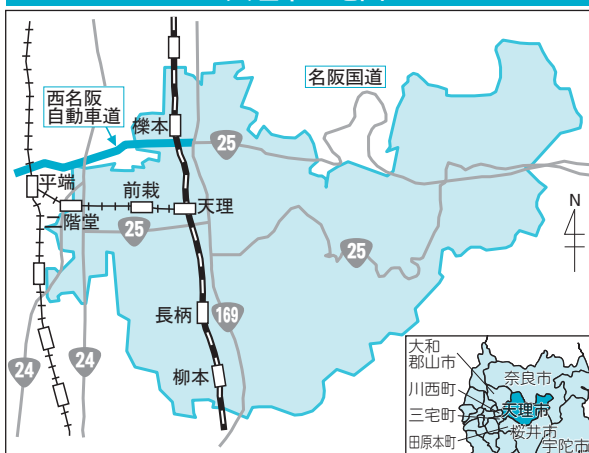 西名阪
自動車道
名阪国道
櫟本
25
平端
前栽
天理
二階堂
25
25
N
長柄
169
24
24
柳本
大和
郡山市
奈良市
川西町
天理市
三宅町
桜井市
田原本町
宇陀市